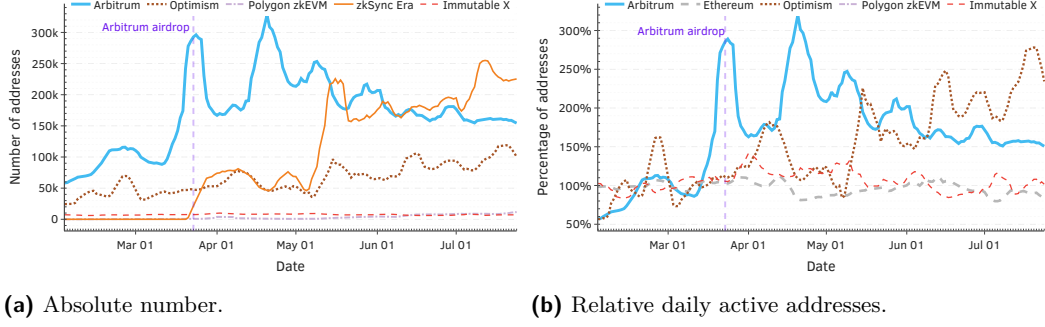 Arbitrum Optimism Polygon zkEVM zkSync Era Immutable X
Arbitrum airdrop
Number of addresses
300k
250k
200k
150k
100k
50k
0
Mar 01 Apr 01 May 01 Jun 01 Jul 01
Date
(a) Absolute number.
Arbitrum Ethereum Optimism Polygon zkEVM Immutable X
Arbitrum airdrop
Percentage of addresses
300%
250%
200%
150%
100%
50%
Mar 01 Apr 01 May 01 Jun 01 Jul 01
Date
(b) Relative daily active addresses.